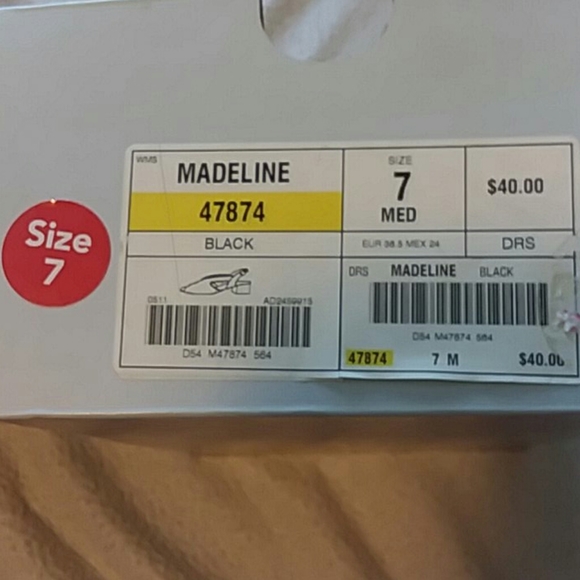 WMS
MADELINE
47874
BLACK
SIZE
7
MED
$40.00
EUR 38.5 MEX 24
DRS
Size
7
0511
AD2459915
D54 M47874 564
DRS MADELINE BLACK
D54 M47874 564
47874 7 M $40.00